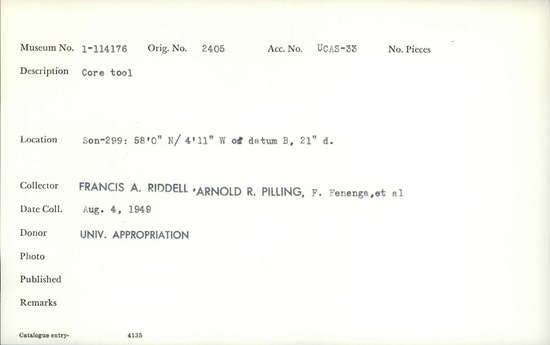 Museum No. 1-114176 Orig. No. 2405 Acc. No. UCAS-33 No. Pieces
Description Core tool
Location Son-299: 58'0" N/ 4'11" W of datum B, 21" d.
Collector FRANCIS A. RIDDELL, ARNOLD R. PILLING, F. Fenenga, et al
Date Coll. Aug. 4, 1949
Donor UNIV. APPROPRIATION
Photo
Published
Remarks
Catalogue entry- 4135